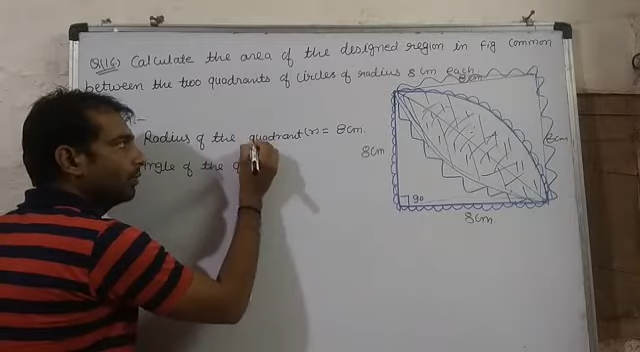 Q(16) Calculate the area of the designed region in Fig common
between the two quadrants of circles of radius 8 cm each
:-
Radius of the quadrant (r) = 8cm.
Angle of the q
8cm
8cm
8cm
90
8cm